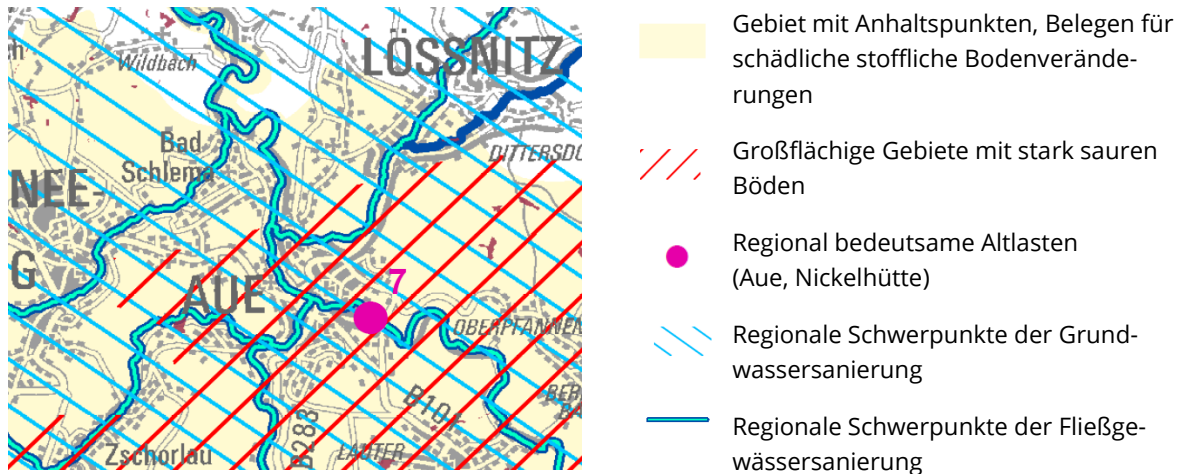 Wildbach
LÖSSNITZ
h
Bad
Schlema
DITTERSDO
NEE-
G
AUE
7
OBERPFANNEN
BER
B101
B283
LAUTER
Zschorlau
Gebiet mit Anhaltspunkten, Belegen für
schädliche stoffliche Bodenverände-
rungen
Großflächige Gebiete mit stark sauren
Böden
Regional bedeutsame Altlasten
(Aue, Nickelhütte)
Regionale Schwerpunkte der Grund-
wassersanierung
Regionale Schwerpunkte der Fließge-
wässersanierung